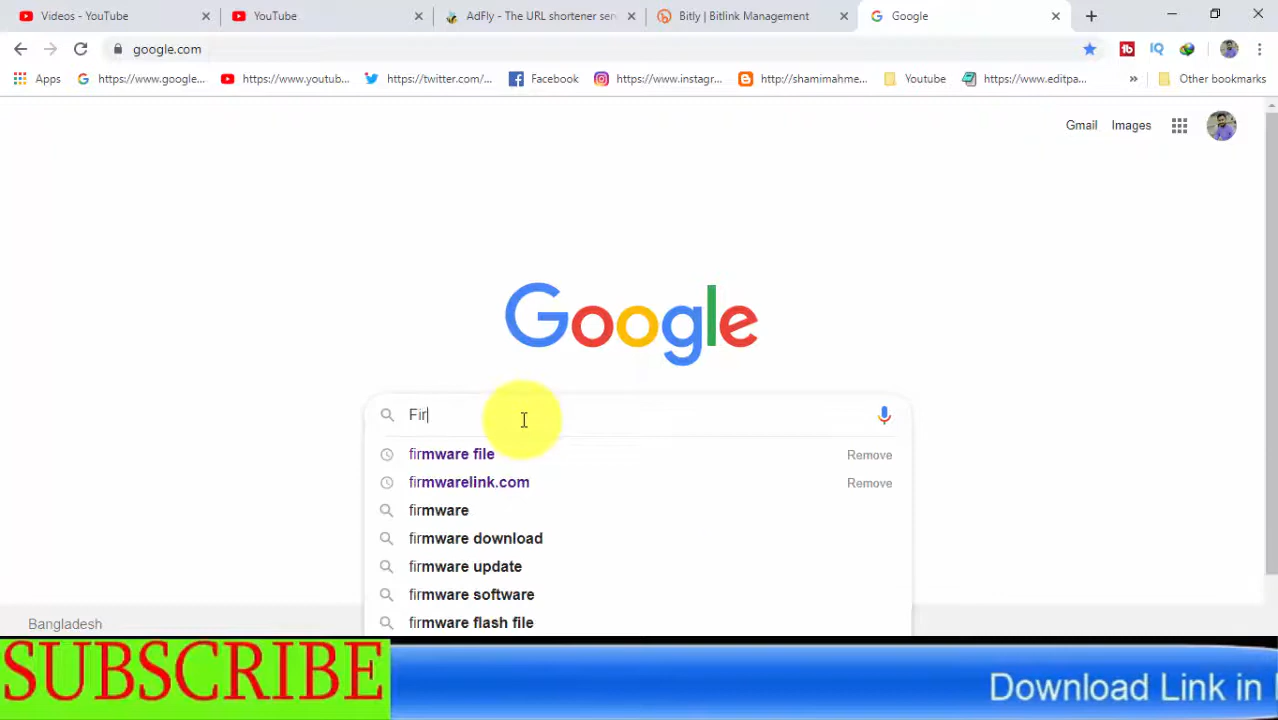 Videos - YouTube
YouTube
AdFly - The URL shortener serv
Bitly | Bitlink Management
Google
google.com
Apps
https://www.google...
https://www.youtub...
https://twitter.com/...
Facebook
https://www.instagr...
http://shamimahme...
Youtube
https://www.editpa...
Other bookmarks
Gmail
Images
Google
Fir
firmware file
Remove
firmwarelink.com
Remove
firmware
firmware download
firmware update
firmware software
firmware flash file
Bangladesh
SUBSCRIBE
Download Link in